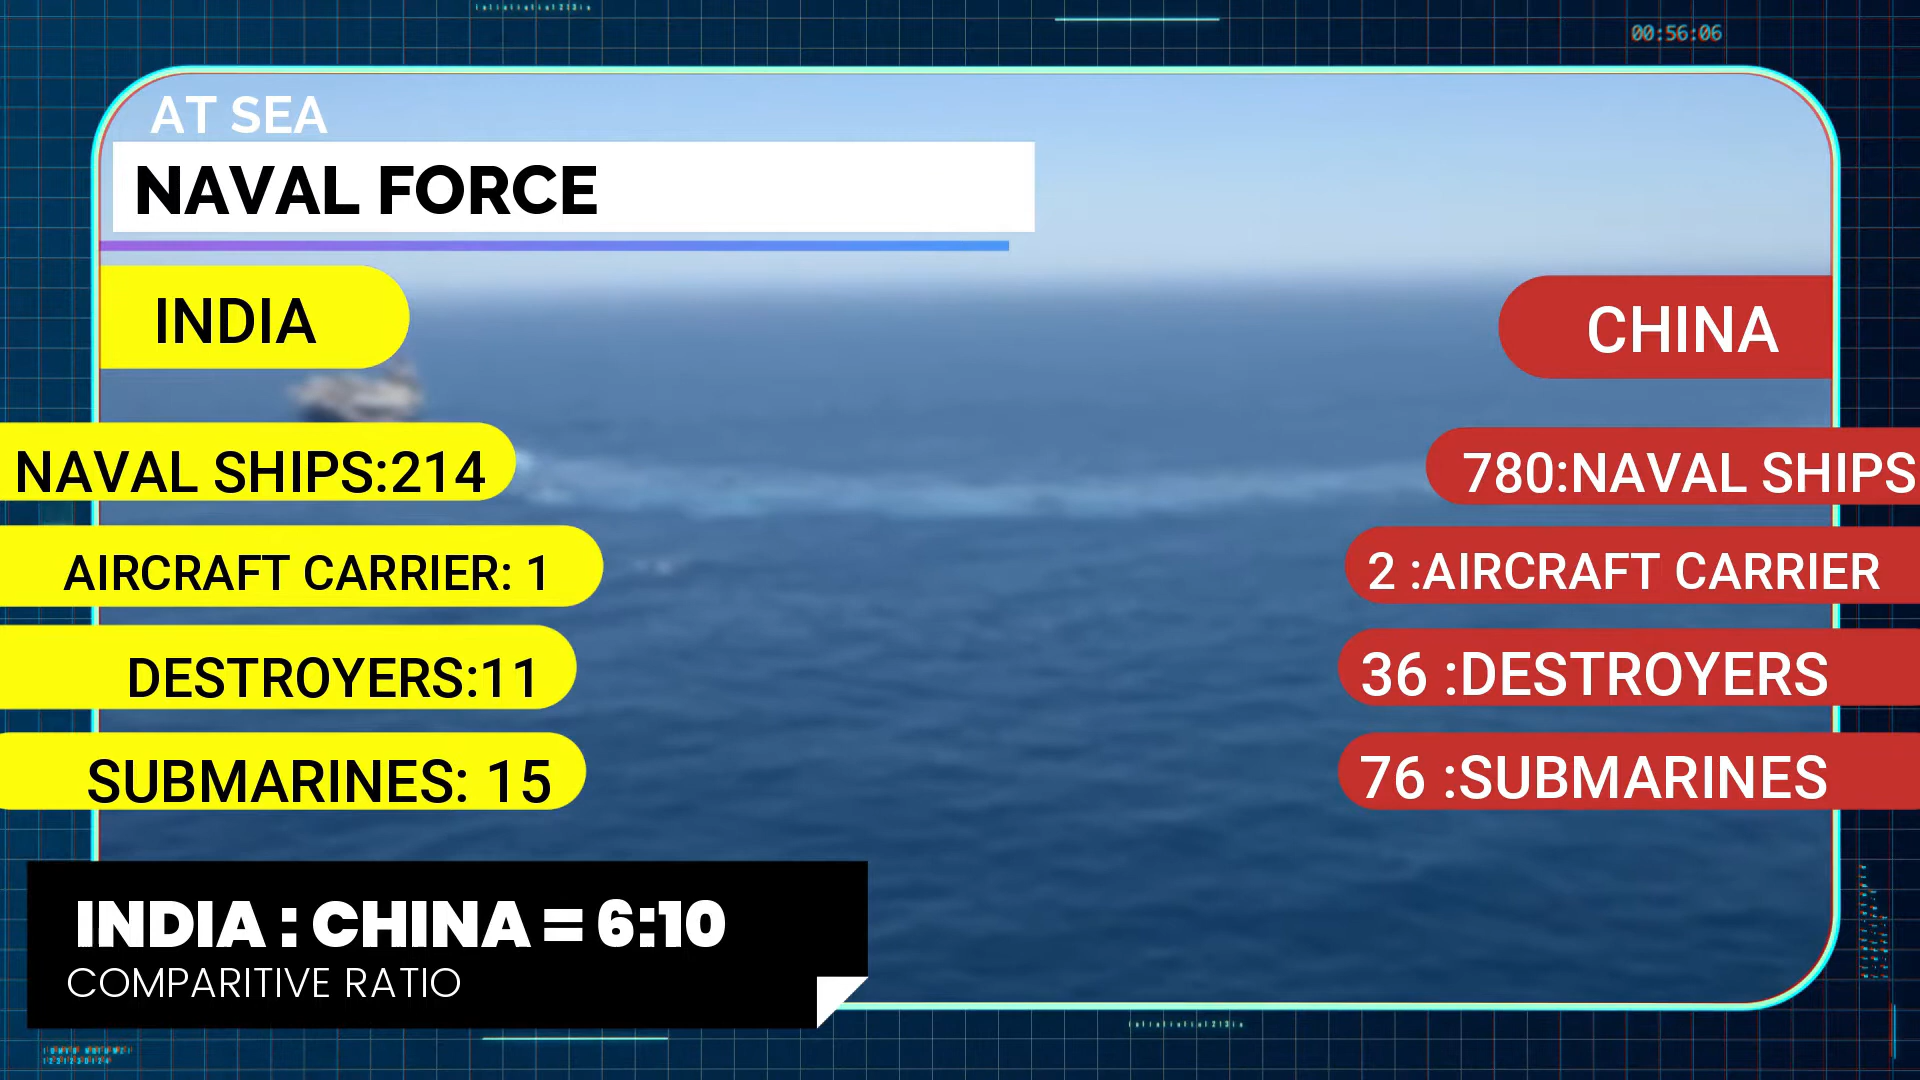 00:56:06
AT SEA
NAVAL FORCE
INDIA
CHINA
NAVAL SHIPS:214
780:NAVAL SHIPS
AIRCRAFT CARRIER: 1
2 :AIRCRAFT CARRIER
DESTROYERS:11
36 :DESTROYERS
SUBMARINES: 15
76 :SUBMARINES
INDIA : CHINA = 6:10
COMPARITIVE RATIO